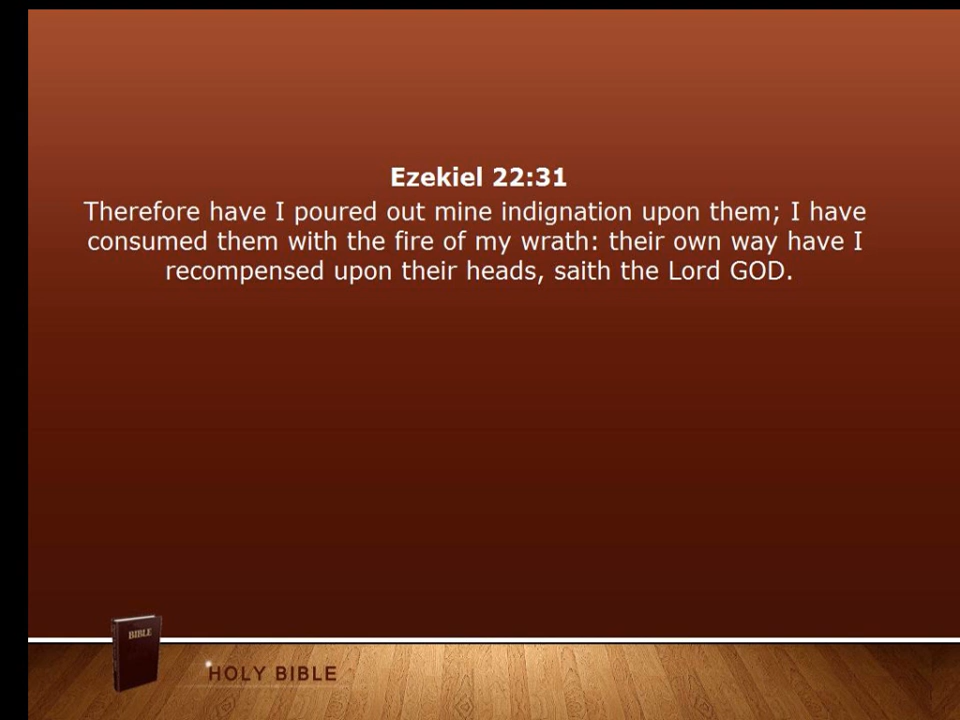 Ezekiel 22:31
Therefore have I poured out mine indignation upon them; I have
consumed them with the fire of my wrath: their own way have I
recompensed upon their heads, saith the Lord GOD.
BIBLE
HOLY BIBLE